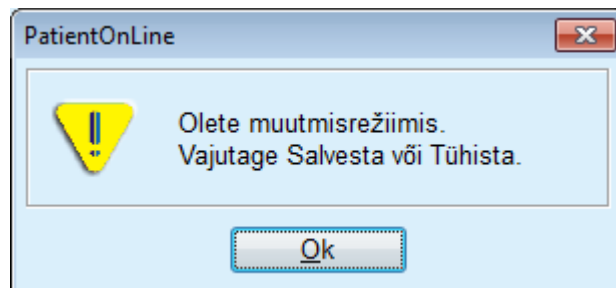 PatientOnLine
Olete muutmisrežiimis.
Vajutage Salvesta või Tühista.
Ok